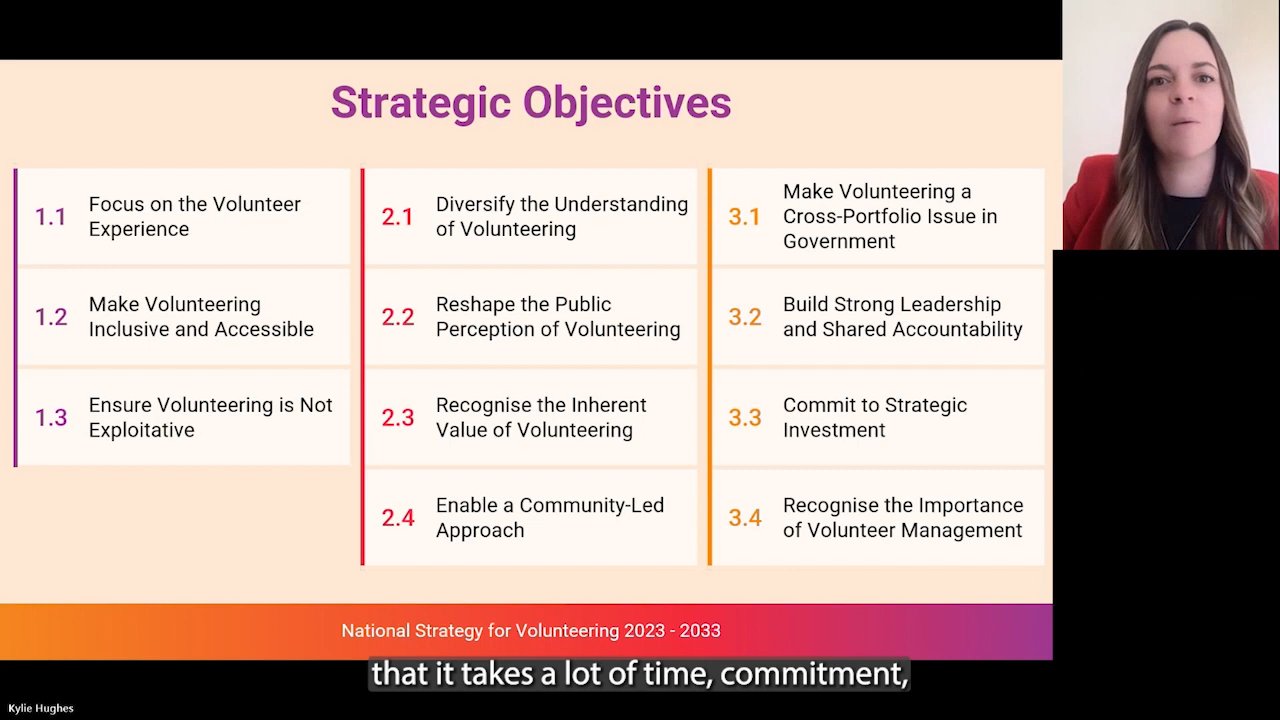 Strategic Objectives
1.1
Focus on the Volunteer
Experience
1.2
Make Volunteering
Inclusive and Accessible
1.3
Ensure Volunteering is Not
Exploitative
2.1
Diversify the Understanding
of Volunteering
2.2
Reshape the Public
Perception of Volunteering
2.3
Recognise the Inherent
Value of Volunteering
2.4
Enable a Community-Led
Approach
3.1
Make Volunteering a
Cross-Portfolio Issue in
Government
3.2
Build Strong Leadership
and Shared Accountability
3.3
Commit to Strategic
Investment
3.4
Recognise the Importance
of Volunteer Management
National Strategy for Volunteering 2023 - 2033
that it takes a lot of time, commitment,
Kylie Hughes